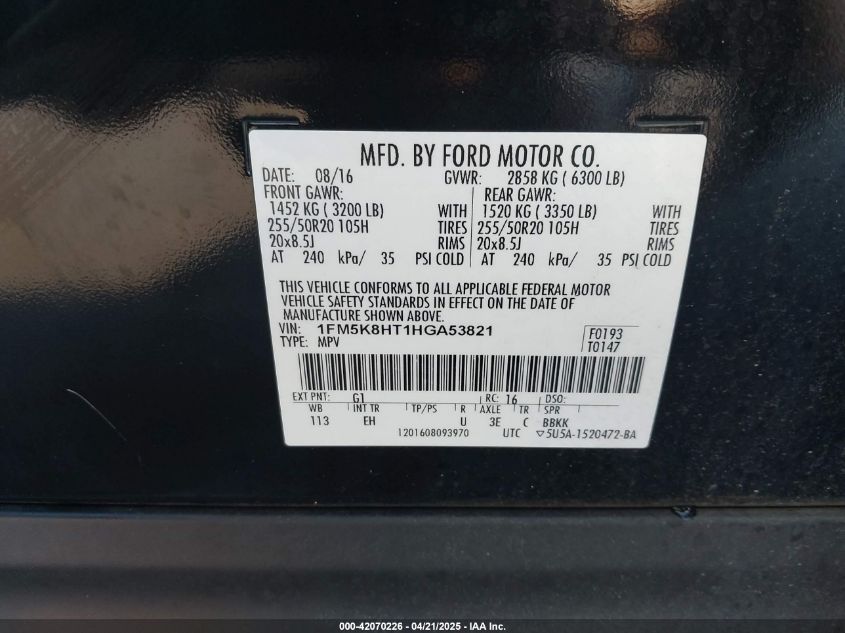 MFD. BY FORD MOTOR CO.
DATE: 08/16 GVWR: 2858 KG ( 6300 LB)
FRONT GAWR: REAR GAWR:
1452 KG ( 3200 LB) WITH 1520 KG ( 3350 LB) WITH
255/50R20 105H TIRES 255/50R20 105H TIRES
20x8.5J RIMS 20x8.5J RIMS
AT 240 kPa/ 35 PSI COLD AT 240 kPa/ 35 PSI COLD
THIS VEHICLE CONFORMS TO ALL APPLICABLE FEDERAL MOTOR
VEHICLE SAFETY STANDARDS IN EFFECT ON THE DATE OF
MANUFACTURE SHOWN ABOVE.
VIN: 1FM5K8HT1HGA53821 F0193
TYPE: MPV T0147
EXT PNT: G1 RC: 16 DSO:
WB INT TR TP/PS R AXLE TR SPR
113 EH U 3E C BBKK
1201608093970 UTC ▽5U5A-1520472-BA
000-42070226 - 04/21/2025 - IAA Inc.